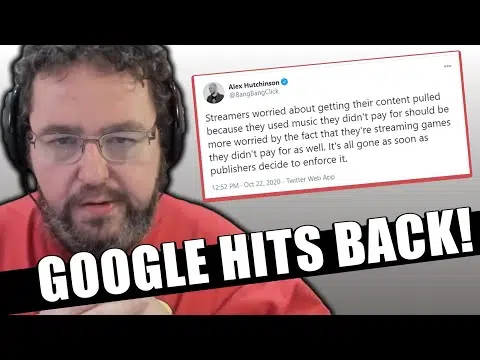 Alex Hutchinson
@BangBangClick
Streamers worried about getting their content pulled
because they used music they didn't pay for should be
more worried by the fact that they're streaming games
they didn't pay for as well. It's all gone as soon as
publishers decide to enforce it.
12:52 PM · Oct 22, 2020 · Twitter Web App
GOOGLE HITS BACK!